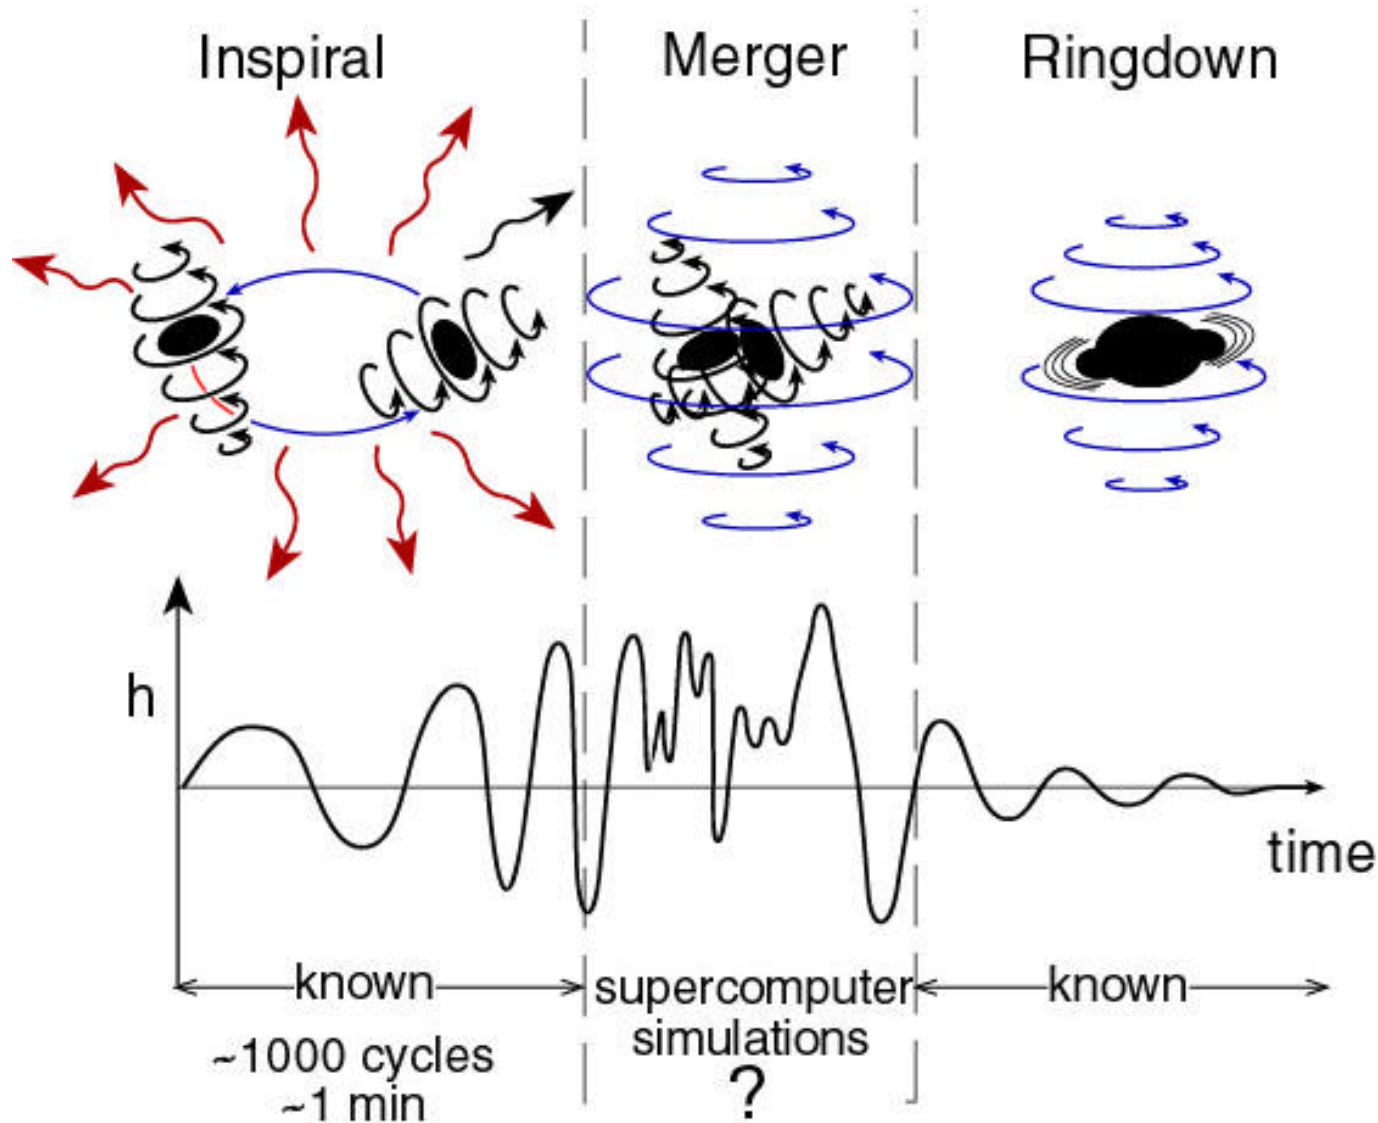 Inspiral
Merger
Ringdown
h
time
known
supercomputer
simulations
?
known
~1000 cycles
~1 min